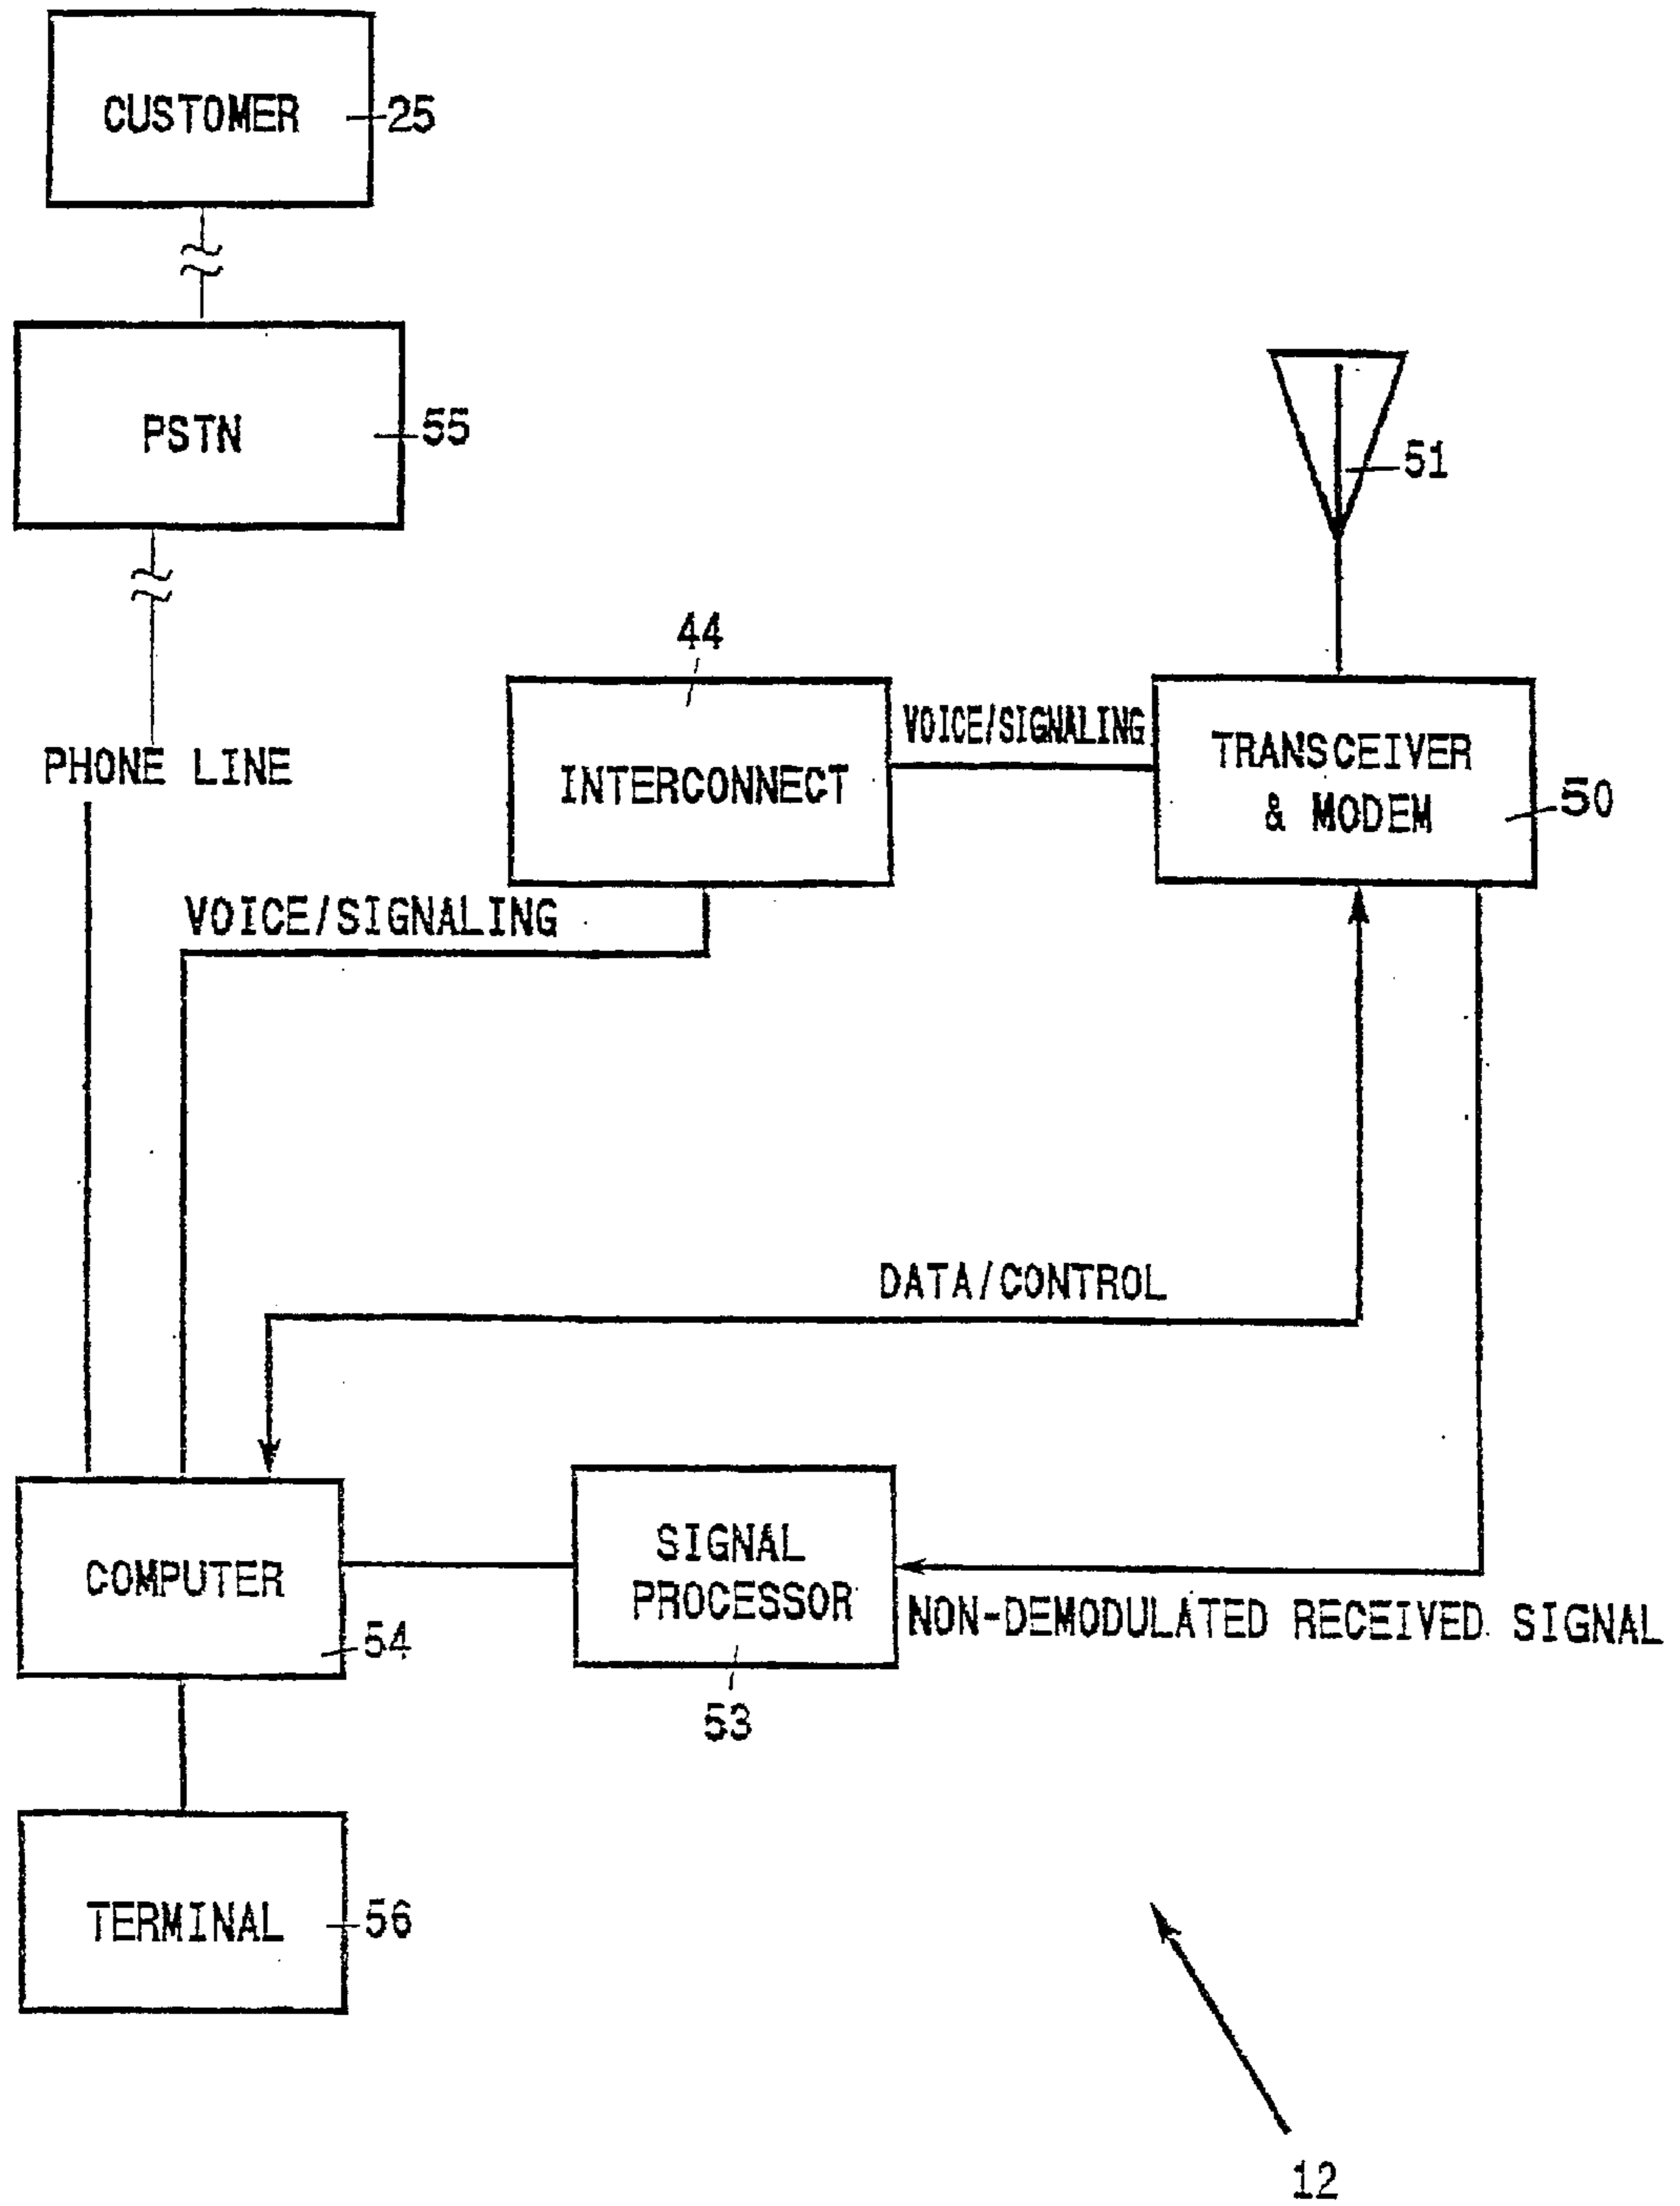 CUSTOMER
25
PSTN
55
51
44
PHONE LINE
INTERCONNECT
VOICE/SIGNALING
TRANSCEIVER
& MODEM
50
VOICE/SIGNALING
DATA/CONTROL
COMPUTER
54
SIGNAL
PROCESSOR
53
NON-DEMODULATED RECEIVED SIGNAL
TERMINAL
56
12